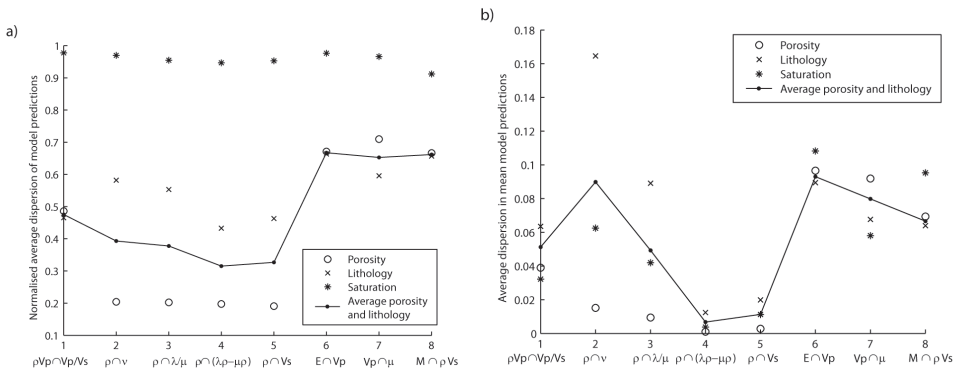 a)
Normalised average dispersion of model predictions
1
0.9
0.8
0.7
0.6
0.5
0.4
0.3
0.2
0.1
Porosity
Lithology
Saturation
Average porosity
and lithology
1 2 3 4 5 6 7 8
ρVp∩Vp/Vs ρ∩ν ρ∩λ/μ ρ∩(λρ−μρ) ρ∩Vs E∩Vp Vp∩μ M∩ρVs
b)
Average dispersion in mean model predictions
0.18
0.16
0.14
0.12
0.1
0.08
0.06
0.04
0.02
0
Porosity
Lithology
Saturation
Average porosity and lithology
1 2 3 4 5 6 7 8
ρVp∩Vp/Vs ρ∩ν ρ∩λ/μ ρ∩(λρ−μρ) ρ∩Vs E∩Vp Vp∩μ M∩ρVs